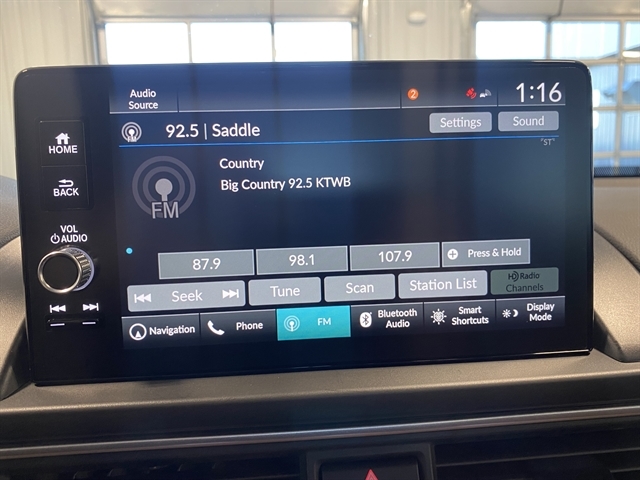 Audio
Source
2
1:16
92.5 | Saddle
Settings
Sound
"ST"
HOME
BACK
VOL
AUDIO
Country
Big Country 92.5 KTWB
FM
87.9
98.1
107.9
Press & Hold
Seek
Tune
Scan
Station List
HD Radio
Channels
Navigation
Phone
FM
Bluetooth
Audio
Smart
Shortcuts
Display
Mode